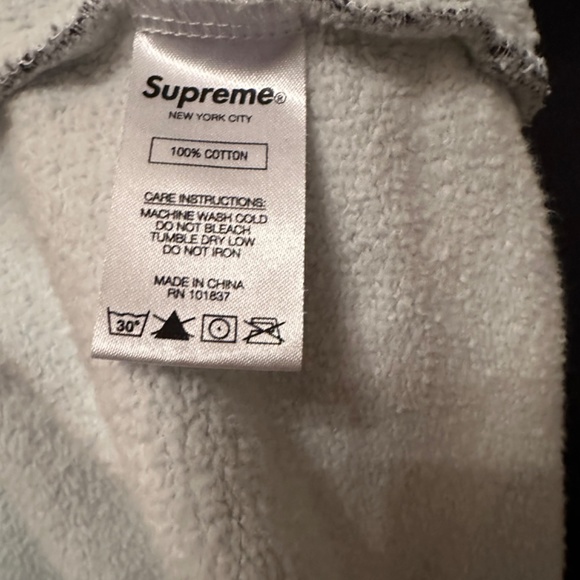 Supreme®
NEW YORK CITY
100% COTTON
CARE INSTRUCTIONS:
MACHINE WASH COLD
DO NOT BLEACH
TUMBLE DRY LOW
DO NOT IRON
MADE IN CHINA
RN 101837
30°